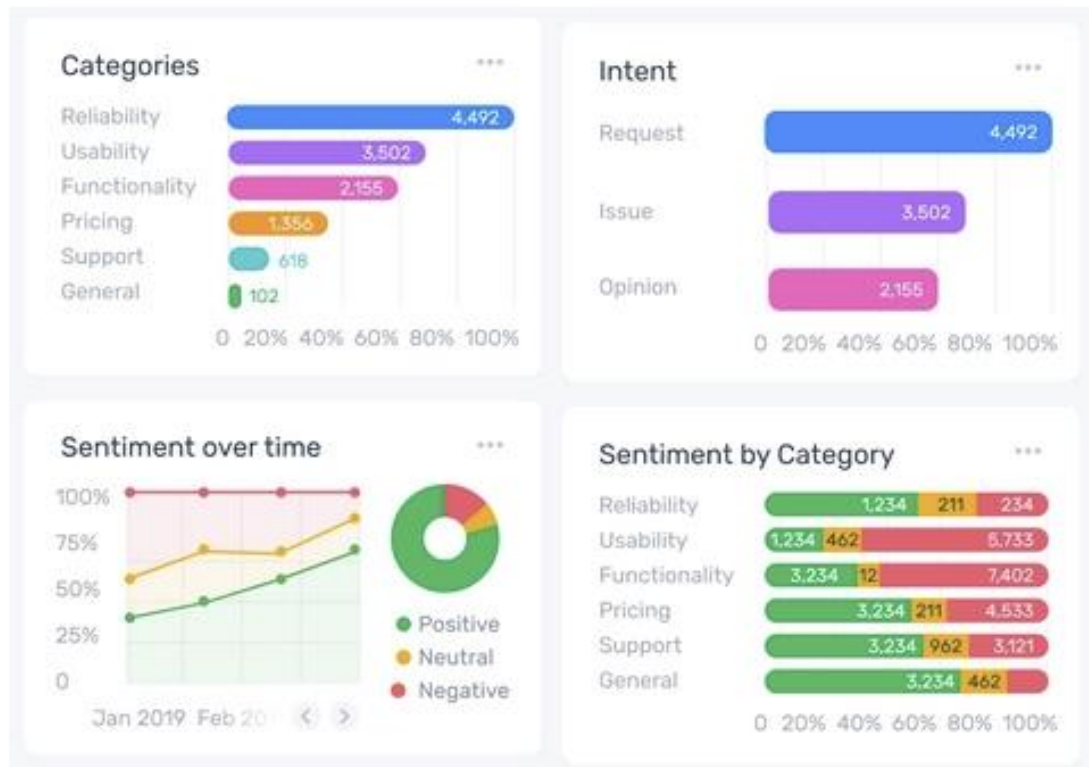 Categories
Reliability 4,492
Usability 3,502
Functionality 2,155
Pricing 1,356
Support 618
General 102
0 20% 40% 60% 80% 100%
Intent
Request 4,492
Issue 3,502
Opinion 2,155
0 20% 40% 60% 80% 100%
Sentiment over time
100%
75%
50%
25%
0
Jan 2019 Feb 20
Positive
Neutral
Negative
Sentiment by Category
Reliability 1,234 211 234
Usability 1,234 462 5,733
Functionality 3,234 12 7,402
Pricing 3,234 211 4,533
Support 3,234 962 3,121
General 3,234 462
0 20% 40% 60% 80% 100%